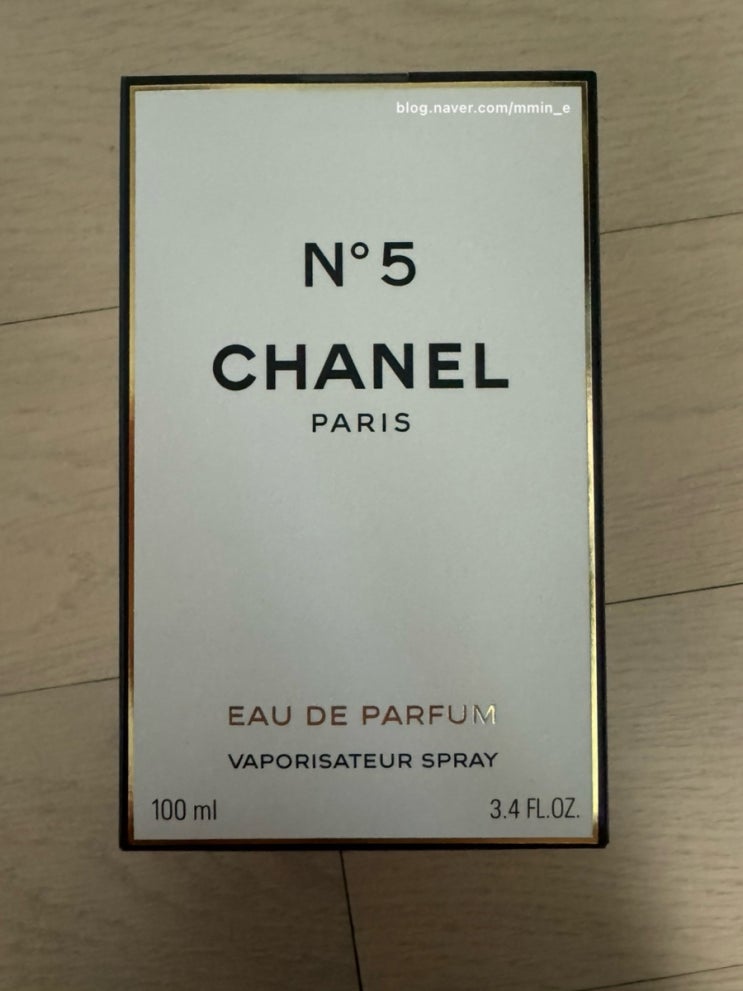 blog.naver.com/mmin_e
N°5
CHANEL
PARIS
EAU DE PARFUM
VAPORISATEUR SPRAY
100 ml 3.4 FL.OZ.